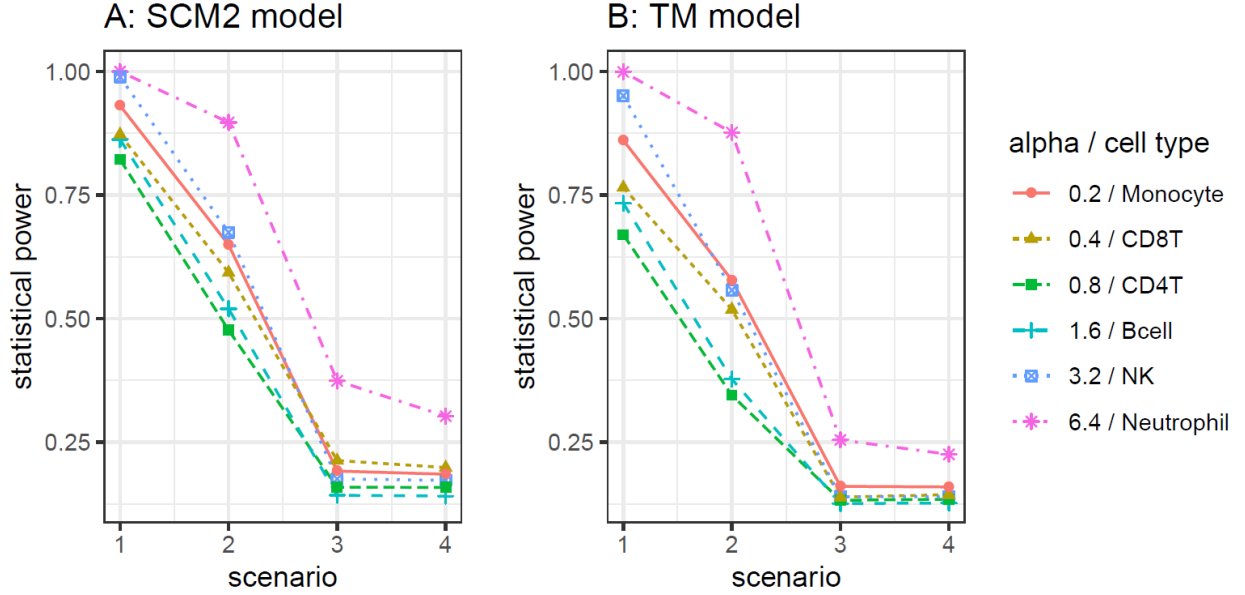 A: SCM2 model
statistical power
1.00
0.75
0.50
0.25
1 2 3 4
scenario
B: TM model
statistical power
1.00
0.75
0.50
0.25
1 2 3 4
scenario
alpha / cell type
0.2 / Monocyte
0.4 / CD8T
0.8 / CD4T
1.6 / Bcell
3.2 / NK
6.4 / Neutrophil